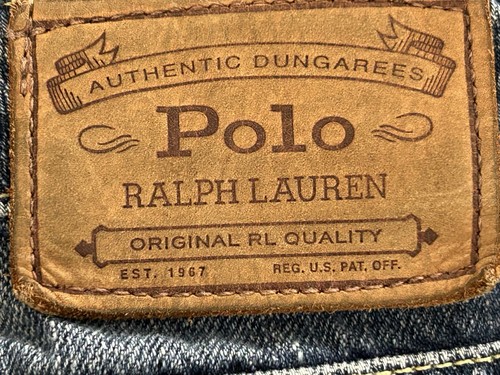 AUTHENTIC DUNGAREES
Polo
RALPH LAUREN
ORIGINAL RL QUALITY
EST. 1967 REG. U.S. PAT. OFF.